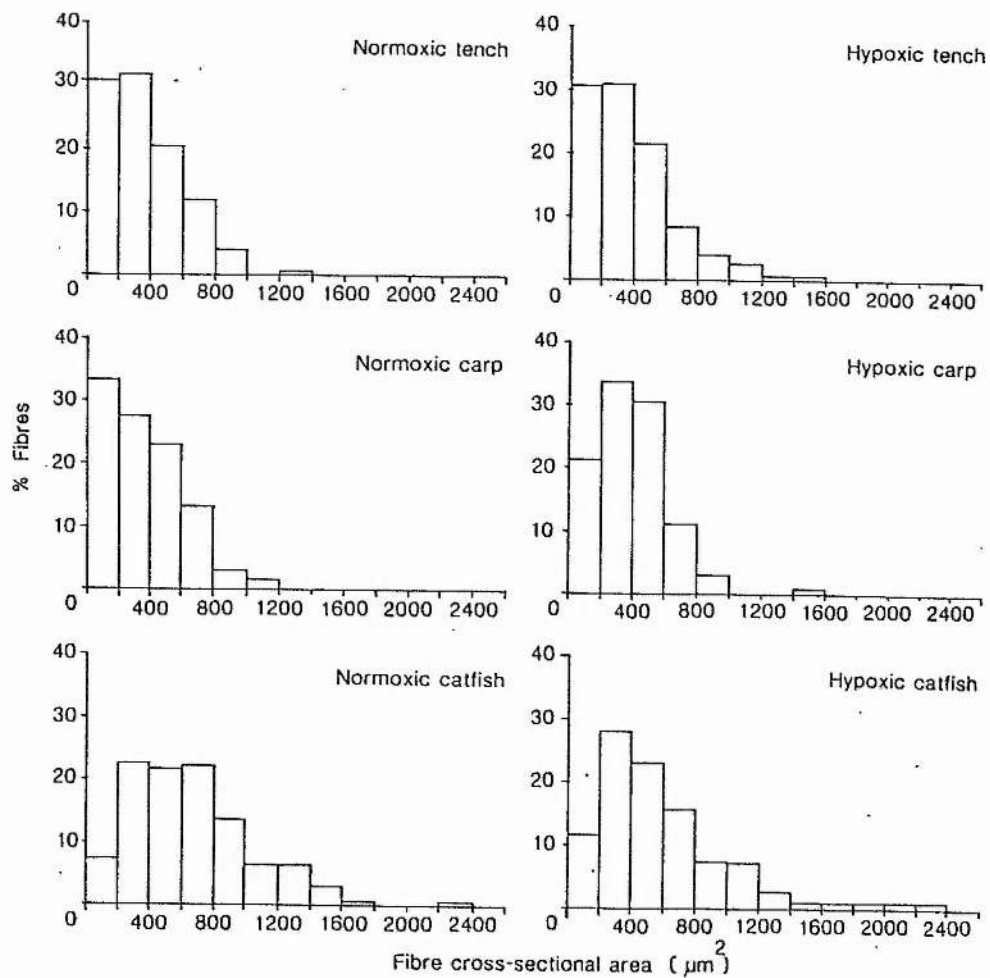 Normoxic tench
40
30
20
10
0
400 800 1200 1600 2000 2400
Hypoxic tench
40
30
20
10
0
400 800 1200 1600 2000 2400
Normoxic carp
40
30
20
10
0
400 800 1200 1600 2000 2400
Hypoxic carp
40
30
20
10
0
400 800 1200 1600 2000 2400
% Fibres
Normoxic catfish
40
30
20
10
0
400 800 1200 1600 2000 2400
Hypoxic catfish
40
30
20
10
0
400 800 1200 1600 2000 2400
Fibre cross-sectional area (µm²)